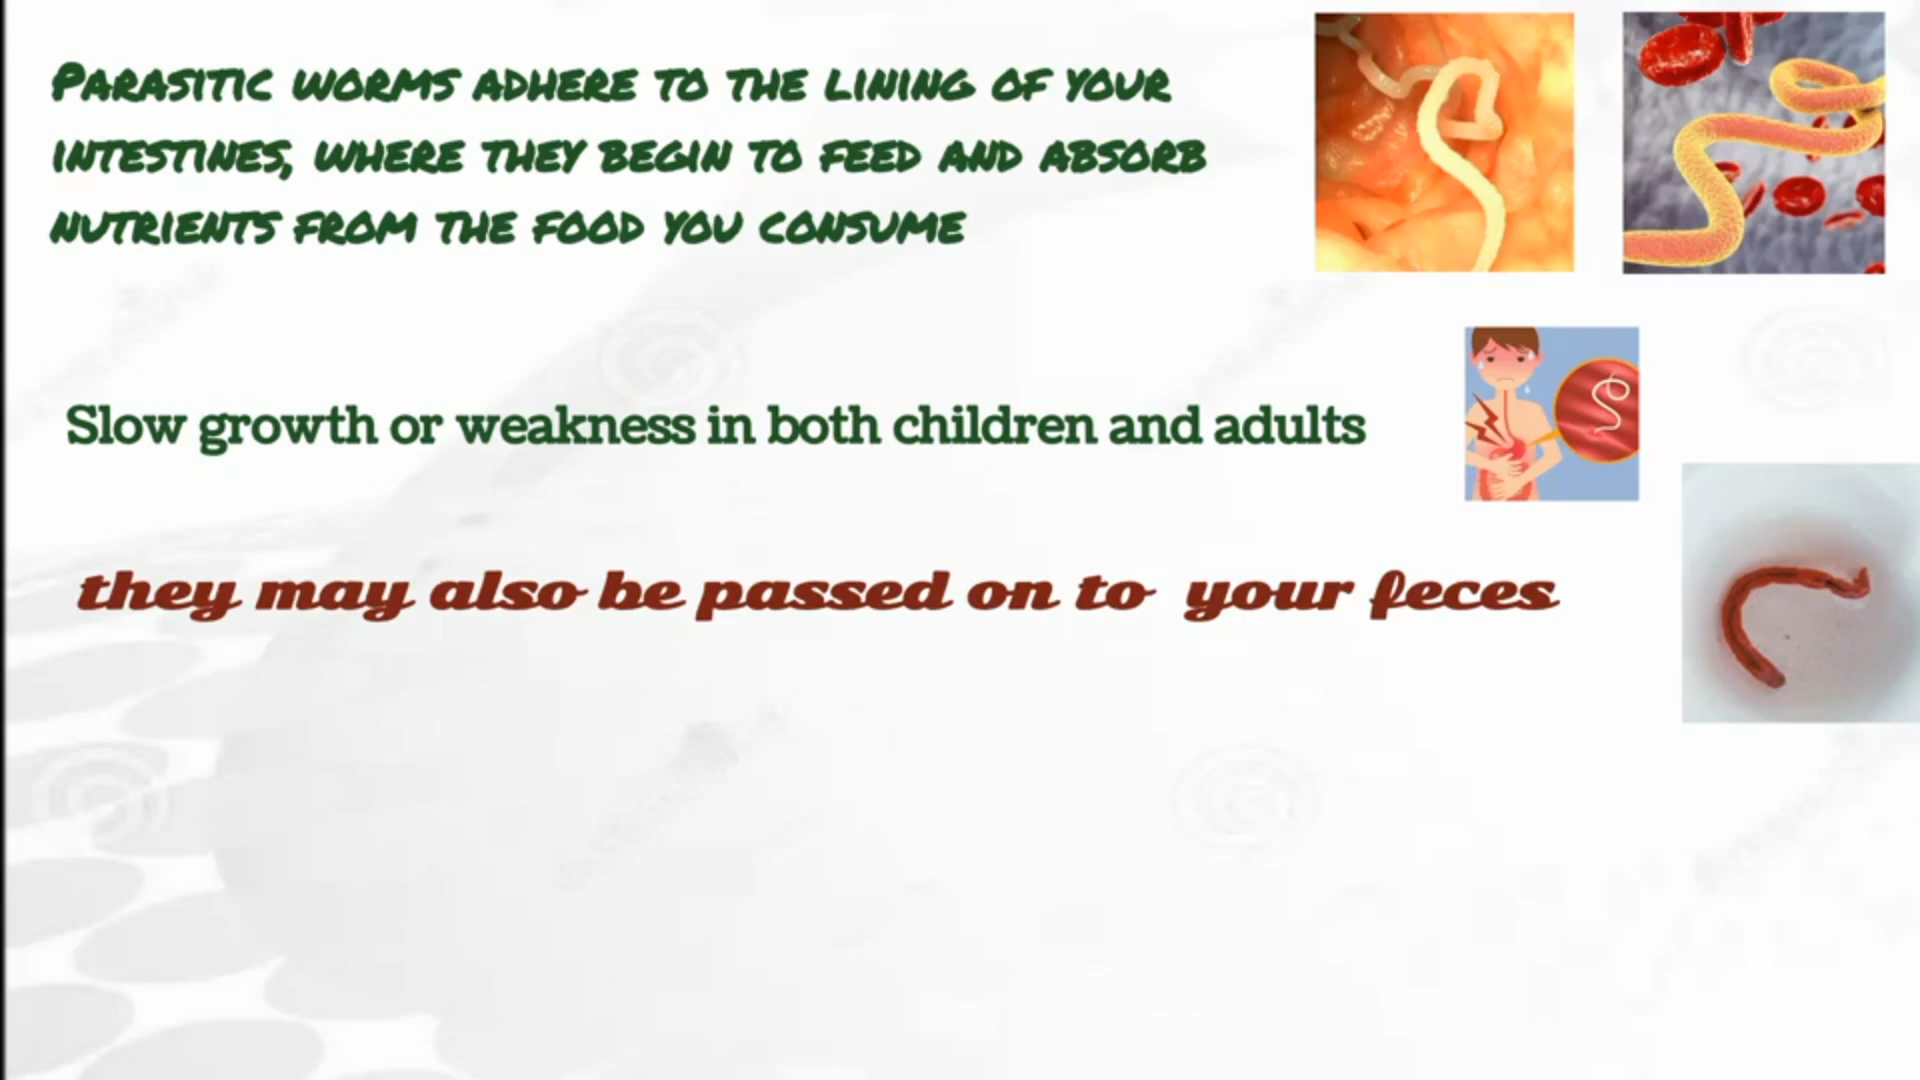 Parasitic worms adhere to the lining of your
intestines, where they begin to feed and absorb
nutrients from the food you consume
Slow growth or weakness in both children and adults
they may also be passed on to your feces